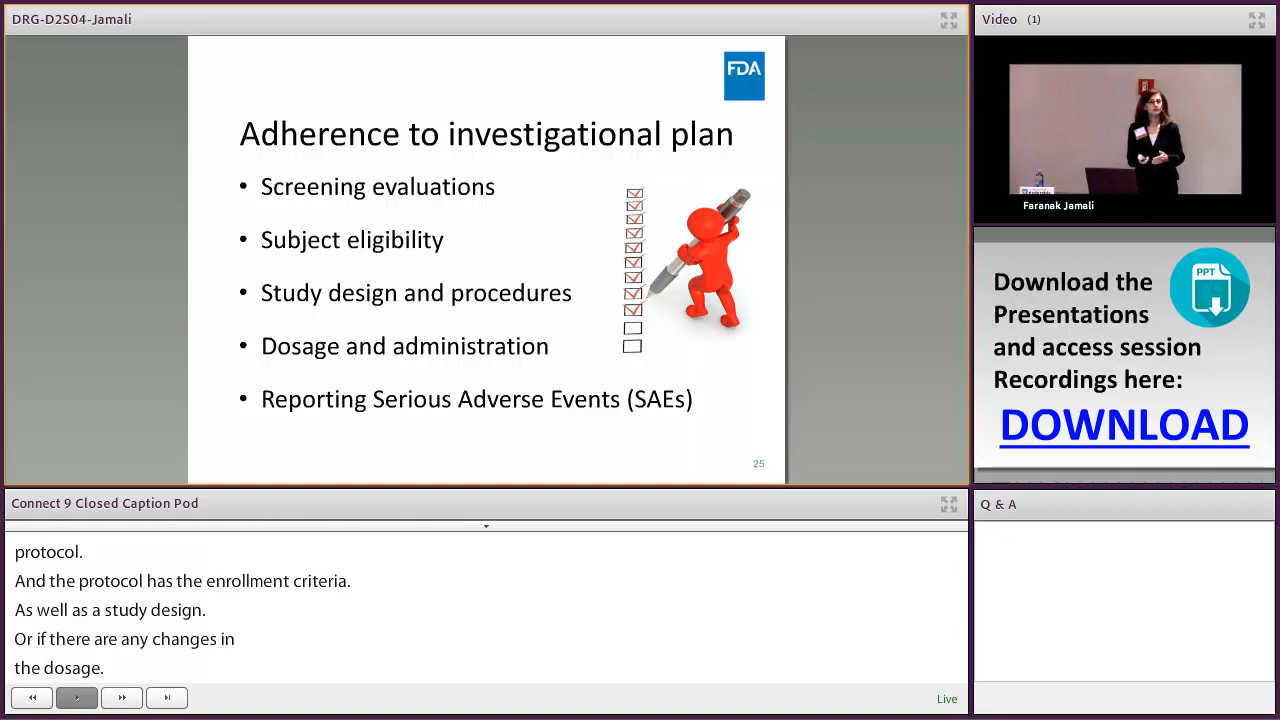 DRG-D2S04-Jamali
FDA
Adherence to investigational plan
• Screening evaluations
• Subject eligibility
• Study design and procedures
• Dosage and administration
• Reporting Serious Adverse Events (SAEs)
25
Video (1)
Faranak Jamali
Download the
Presentations
and access session
Recordings here:
PPT
DOWNLOAD
Connect 9 Closed Caption Pod
protocol.
And the protocol has the enrollment criteria.
As well as a study design.
Or if there are any changes in
the dosage.
Live
Q & A